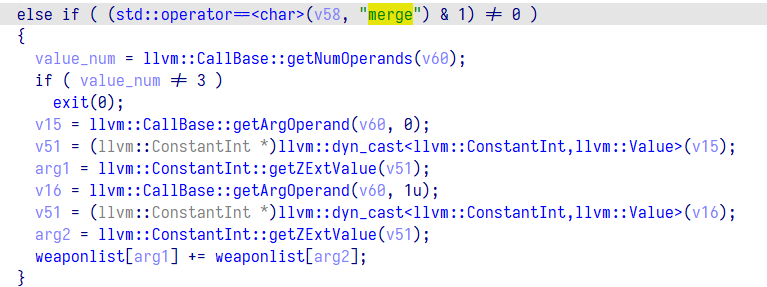 else if ( (std::operator==<char>(v58, "merge") & 1) ≠ 0 )
{
value_num = llvm::CallBase::getNumOperands(v60);
if ( value_num ≠ 3 )
exit(0);
v15 = llvm::CallBase::getArgOperand(v60, 0);
v51 = (llvm::ConstantInt *)llvm::dyn_cast<llvm::ConstantInt,llvm::Value>(v15);
arg1 = llvm::ConstantInt::getZExtValue(v51);
v16 = llvm::CallBase::getArgOperand(v60, 1u);
v51 = (llvm::ConstantInt *)llvm::dyn_cast<llvm::ConstantInt,llvm::Value>(v16);
arg2 = llvm::ConstantInt::getZExtValue(v51);
weaponlist[arg1] += weaponlist[arg2];
}